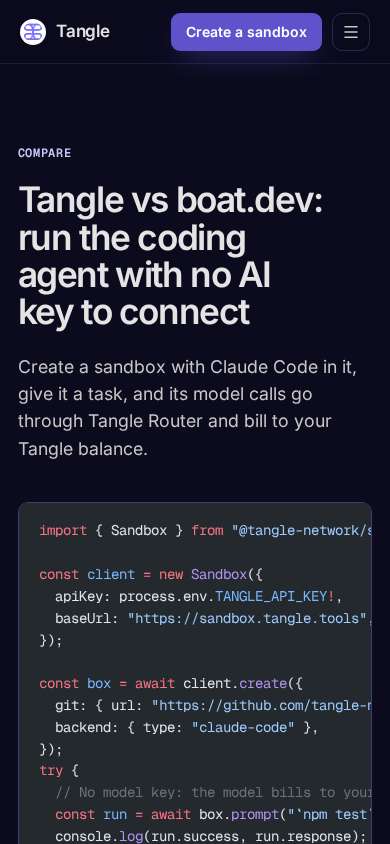 Tangle
Create a sandbox
COMPARE
Tangle vs boat.dev:
run the coding
agent with no AI
key to connect
Create a sandbox with Claude Code in it,
give it a task, and its model calls go
through Tangle Router and bill to your
Tangle balance.
import { Sandbox } from "@tangle-network/s
const client = new Sandbox({
  apiKey: process.env.TANGLE_API_KEY!,
  baseUrl: "https://sandbox.tangle.tools",
});
const box = await client.create({
  git: { url: "https://github.com/tangle-n
  backend: { type: "claude-code" },
});
try {
  // No model key: the model bills to your
  const run = await box.prompt("`npm test`
  console.log(run.success, run.response);